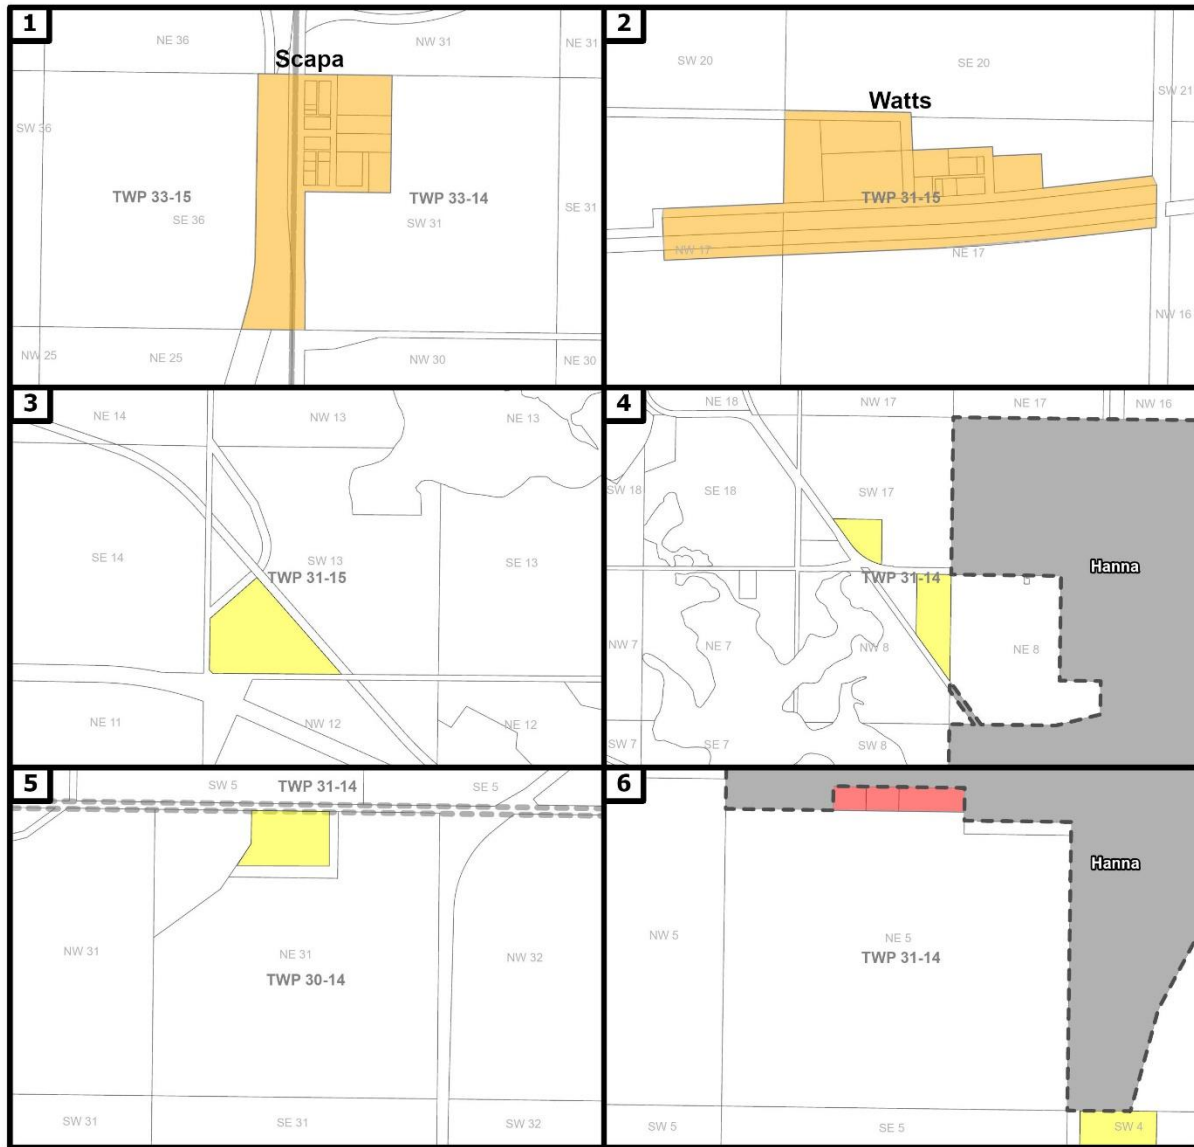 1
NE 36
NW 31
NE 31
Scapa
SW 36
TWP 33-15
TWP 33-14
SE 36
SW 31
SE 31
NW 25
NE 25
NW 30
NE 30
2
SW 20
SE 20
SW 21
Watts
TWP 31-15
NW 17
NE 17
NW 16
3
NE 14
NW 13
NE 13
SE 14
SW 13
SE 13
TWP 31-15
NE 11
NW 12
NE 12
4
NE 18
NW 17
NE 17
NW 16
SW 18
SE 18
SW 17
Hanna
TWP 31-14
NW 7
NE 7
NW 8
NE 8
SW 7
SE 7
SW 8
5
SW 5
TWP 31-14
SE 5
NW 31
NE 31
NW 32
TWP 30-14
SW 31
SE 31
SW 32
6
Hanna
NW 5
NE 5
TWP 31-14
SW 5
SE 5
SW 4